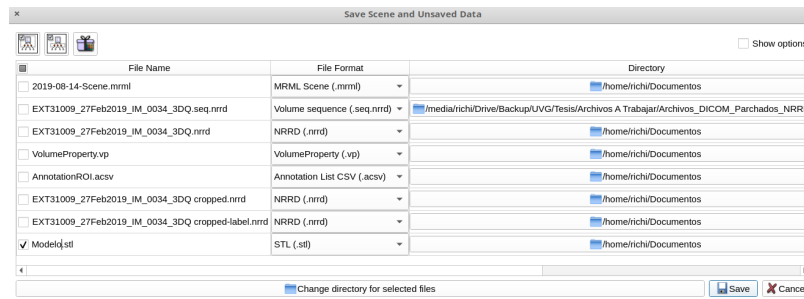 Save Scene and Unsaved Data
Show options
File Name File Format Directory
2019-08-14-Scene.mrml MRML Scene (.mrml) /home/richi/Documentos
EXT31009_27Feb2019_IM_0034_3DQ.seq.nrrd Volume sequence (.seq.nrrd) /media/richi/Drive/Backup/UVG/Tesis/Archivos A Trabajar/Archivos_DICOM_Parchados_NRR
EXT31009_27Feb2019_IM_0034_3DQ.nrrd NRRD (.nrrd) /home/richi/Documentos
VolumeProperty.vp VolumeProperty (.vp) /home/richi/Documentos
AnnotationROI.acsv Annotation List CSV (.acsv) /home/richi/Documentos
EXT31009_27Feb2019_IM_0034_3DQ cropped.nrrd NRRD (.nrrd) /home/richi/Documentos
EXT31009_27Feb2019_IM_0034_3DQ cropped-label.nrrd NRRD (.nrrd) /home/richi/Documentos
Modelo.stl STL (.stl) /home/richi/Documentos
Change directory for selected files Save Cance